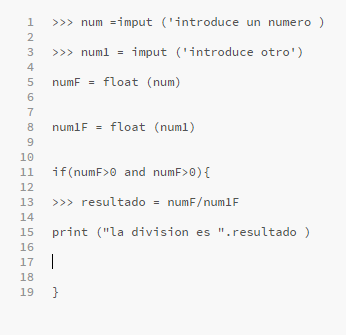 1 >>> num =imput ('introduce un numero )
2
3 >>> num1 = imput ('introduce otro')
4
5 numF = float (num)
6
7
8 num1F = float (num1)
9
10
11 if(numF>0 and numF>0){
12
13 >>> resultado = numF/num1F
14
15 print ("la division es ".resultado )
16
17
18
19 }